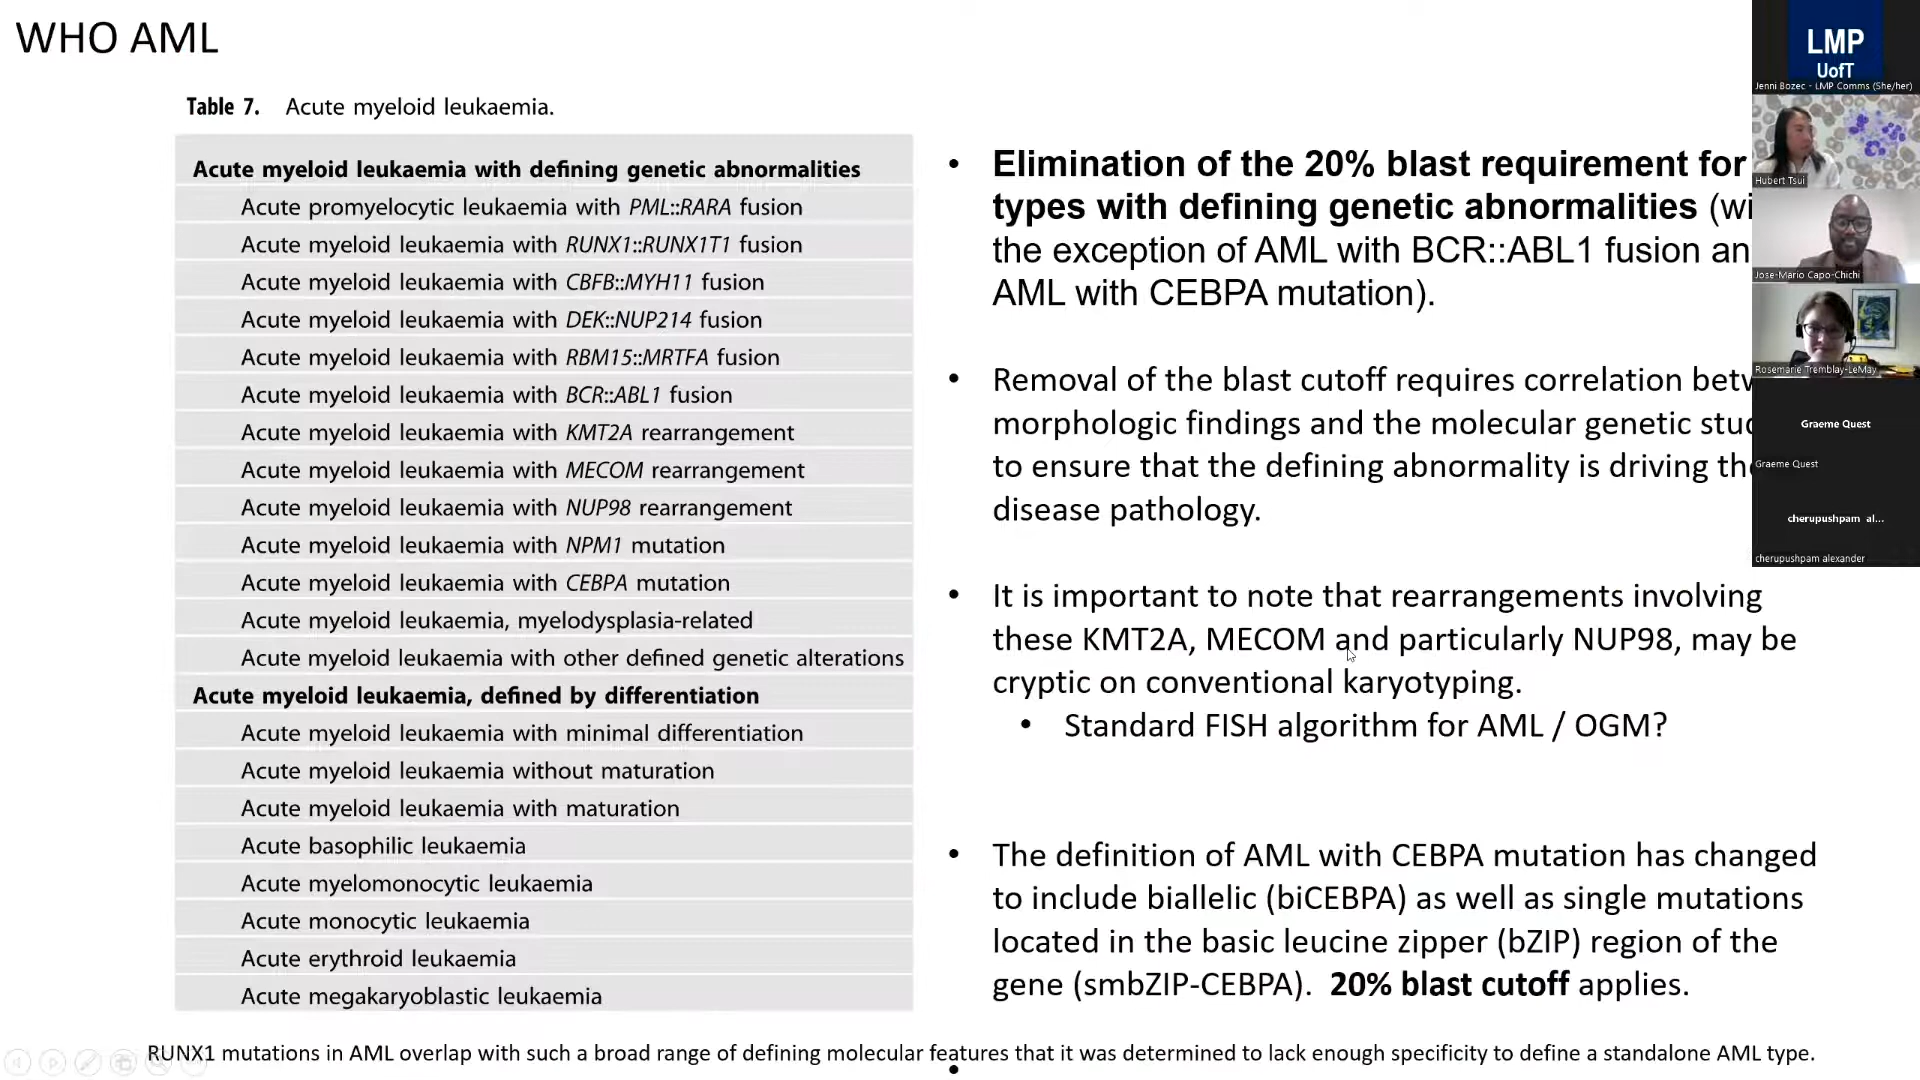 WHO AML
Table 7. Acute myeloid leukaemia.
Acute myeloid leukaemia with defining genetic abnormalities
Acute promyelocytic leukaemia with PML::RARA fusion
Acute myeloid leukaemia with RUNX1::RUNX1T1 fusion
Acute myeloid leukaemia with CBFB::MYH11 fusion
Acute myeloid leukaemia with DEK::NUP214 fusion
Acute myeloid leukaemia with RBM15::MRTFA fusion
Acute myeloid leukaemia with BCR::ABL1 fusion
Acute myeloid leukaemia with KMT2A rearrangement
Acute myeloid leukaemia with MECOM rearrangement
Acute myeloid leukaemia with NUP98 rearrangement
Acute myeloid leukaemia with NPM1 mutation
Acute myeloid leukaemia with CEBPA mutation
Acute myeloid leukaemia, myelodysplasia-related
Acute myeloid leukaemia with other defined genetic alterations
Acute myeloid leukaemia, defined by differentiation
Acute myeloid leukaemia with minimal differentiation
Acute myeloid leukaemia without maturation
Acute myeloid leukaemia with maturation
Acute basophilic leukaemia
Acute myelomonocytic leukaemia
Acute monocytic leukaemia
Acute erythroid leukaemia
Acute megakaryoblastic leukaemia
• Elimination of the 20% blast requirement for
types with defining genetic abnormalities (wi
the exception of AML with BCR::ABL1 fusion an
AML with CEBPA mutation).
• Removal of the blast cutoff requires correlation betw
morphologic findings and the molecular genetic stud
to ensure that the defining abnormality is driving the
disease pathology.
• It is important to note that rearrangements involving
these KMT2A, MECOM and particularly NUP98, may be
cryptic on conventional karyotyping.
• Standard FISH algorithm for AML / OGM?
• The definition of AML with CEBPA mutation has changed
to include biallelic (biCEBPA) as well as single mutations
located in the basic leucine zipper (bZIP) region of the
gene (smbZIP-CEBPA). 20% blast cutoff applies.
•
RUNX1 mutations in AML overlap with such a broad range of defining molecular features that it was determined to lack enough specificity to define a standalone AML type.
LMP
UofT
Jenni Bozec - LMP Comms (She/her)
Hubert Tsui
Jose-Mario Capo-Chichi
Rosemarie Tremblay-LeMay
Graeme Quest
Graeme Quest
cherupushpam al...
cherupushpam alexander